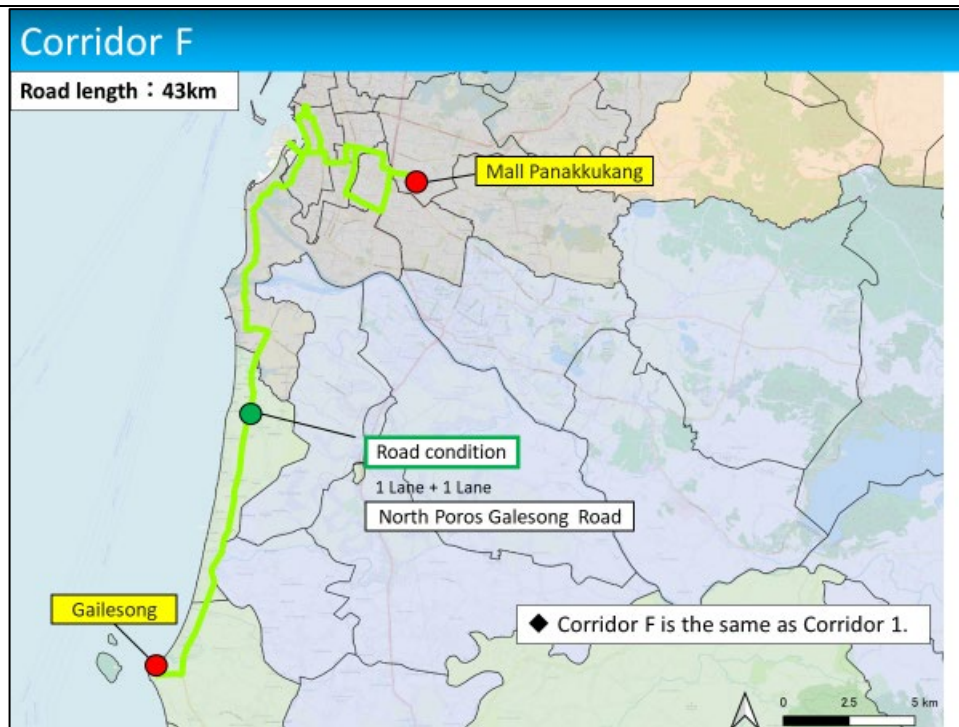 Corridor F
Road length：43km
Mall Panakkukang
Road condition
1 Lane + 1 Lane
North Poros Galesong Road
Gailesong
◆ Corridor F is the same as Corridor 1.
0 2.5 5 km